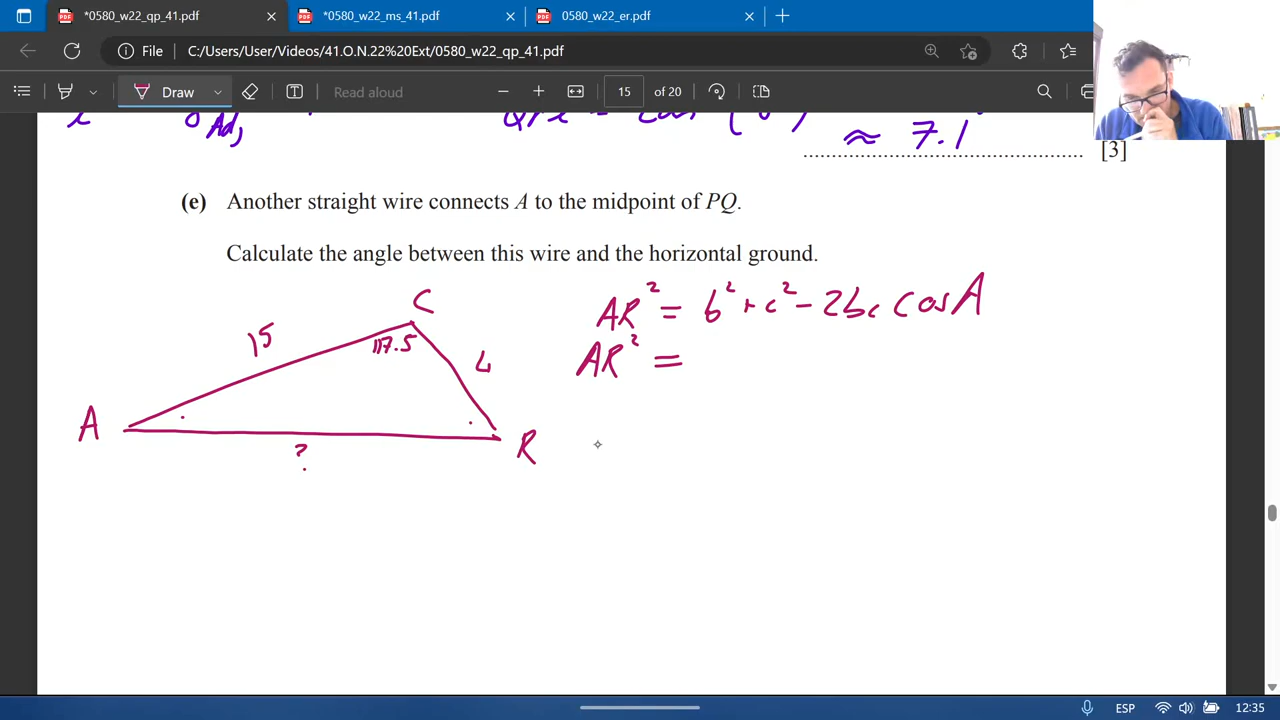 *0580_w22_qp_41.pdf
*0580_w22_ms_41.pdf
0580_w22_er.pdf
File
C:/Users/User/Videos/41.O.N.22%20Ext/0580_w22_qp_41.pdf
Draw
Read aloud
15 of 20
≈ 7.1°
[3]
(e) Another straight wire connects A to the midpoint of PQ.
Calculate the angle between this wire and the horizontal ground.
C
AR² = b² + c² - 2bc cos A
15
117.5
4
AR² =
A
?
R
ESP
12:35